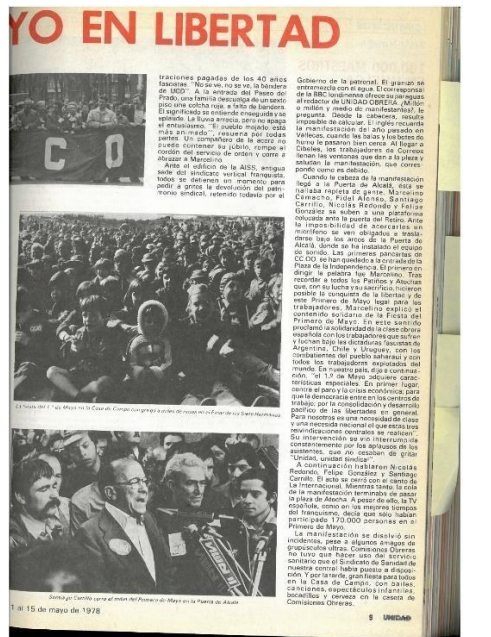 YO EN LIBERTAD
traciones pagadas de los 40 años
fascistas. "No se ve, no se ve, la bandera
de UCD". A la entrada del Paseo del
Prado, una familia descuelga de un sexto
piso una colcha roja, a falta de bandera.
El significado se entiende enseguida y se
aplaude. La lluvia arrecia, pero no apaga
el entusiasmo. "El pueblo mojado, está
más animado", resuena por todas
partes. Un compañero de la acera no
puede contener su júbilo, rompe el
cordón del servicio de orden y corre a
abrazar a Marcelino
Ante el edificio de la AISS, antigua
sede del sindicato vertical franquista,
todos se detienen un momento para
pedir a gritos la devolución del patri-
monio sindical, retenido todavía por el
CO
La fiesta del 1.º de Mayo en la Casa de Campo congregó a miles de
Santiago Carrillo cerró el mitin del Primero de Mayo en la Puerta de Alcalá
1 al 15 de mayo de 1978
Gobierno de la patronal. El granizo se
entremezcla con el agua. El corresponsal
de la BBC londinense ofrece su paraguas
al redactor de UNIDAD OBRERA. ¿Millón
o millón y medio de manifestantes?, le
pregunta. Desde la cabecera, resulta
imposible de calcular. El inglés recuerda
la manifestación del año pasado en
Vallecas, cuando las balas y los botes de
humo le pasaron bien cerca. Al llegar a
Cibeles, los trabajadores de Correos
llenan las ventanas que dan a la plaza y
saludan la manifestación, que corres-
ponde como es debido.
Cuando la cabeza de la manifestación
llegó a la Puerta de Alcalá, ésta se
hallaba repleta de gente. Marcelino
Camacho, Fidel Alonso, Santiago
Carrillo, Nicolás Redondo y Felipe
González se suben a una plataforma
colocada ante la puerta del Retiro. Ante
la imposibilidad de acercarles un
micrófono se ven obligados a trasla-
darse bajo los arcos de la Puerta de
Alcalá, donde se ha instalado el equipo
de sonido. Las primeras pancartas de
CC.OO. se han quedado a la entrada de la
Plaza de la Independencia. El primero en
dirigir la palabra fue Marcelino. Tras
recordar a todos los Patiños y Atochas
que, con su lucha y su sacrificio, hicieron
posible la conquista de la libertad y de
este Primero de Mayo legal para los
trabajadores, Marcelino explicó el
contenido solidario de la Fiesta del
Primero de Mayo. En este sentido
proclamó la solidaridad de la clase obrera
española con los trabajadores que sufren
y luchan bajo las dictaduras fascistas de
Argentina, Chile y Uruguay, con los
combatientes del pueblo saharaui y con
todos los trabajadores explotados del
mundo. En nuestro país, dijo a continua-
ción, "el 1.º de Mayo adquiere carac-
terísticas especiales. En primer lugar,
contra el paro y la crisis económica; para
que la democracia entre en los centros de
trabajo; por la consolidación y desarrollo
pacífico de las libertades en general.
Para nosotros es una necesidad de clase
y una necesidad nacional el que estas tres
reivindicaciones centrales se realicen".
Su intervención se vio interrumpida
constantemente por los aplausos de los
asistentes, que no cesaban de gritar
"Unidad, unidad sindical".
A continuación hablaron Nicolás
Redondo, Felipe González y Santiago
Carrillo. El acto se cerró con el canto de
La Internacional. Mientras tanto, la cola
de la manifestación terminaba de pasar
la plaza de Atocha. A pesar de ello, la TV
española, como en los mejores tiempos
del franquismo, decía que sólo habían
participado 170.000 personas en el
Primero de Mayo.
La manifestación se disolvió sin
incidentes, pese a algunos amagos de
grupúsculos ultras. Comisiones Obreras
no tuvo que hacer uso del servicio
sanitario que el Sindicato de Sanidad de
nuestra central había puesto a disposi-
ción. Y por la tarde, gran fiesta para todos
en la Casa de Campo, con bailes,
canciones, espectáculos infantiles,
bocadillos y cerveza en la caseta de
Comisiones Obreras.
5 UNIDAD